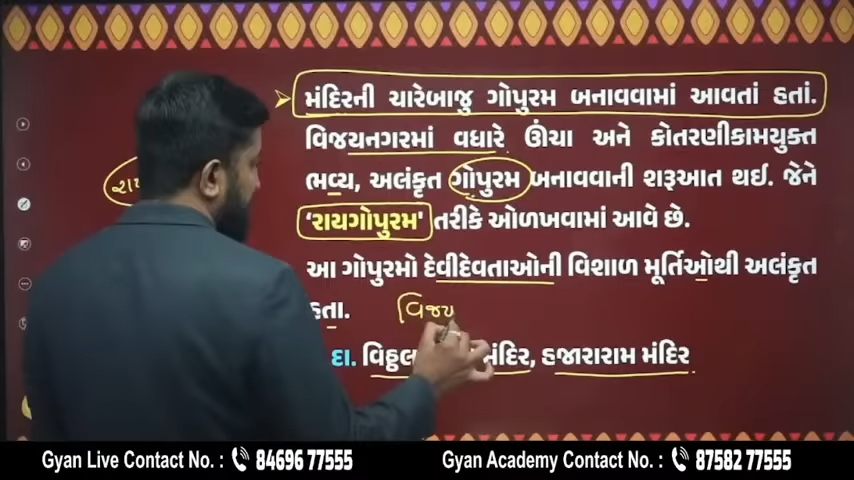 મંદિરની ચારેબાજુ ગોપુરમ બનાવવામાં આવતાં હતાં.
વિજયનગરમાં વધારે ઊંચા અને કોતરણીકામયુક્ત
ભવ્ય, અલંકૃત ગોપુરમ બનાવવાની શરૂઆત થઈ. જેને
'રાયગોપુરમ' તરીકે ઓળખવામાં આવે છે.
આ ગોપુરમો દેવીદેવતાઓની વિશાળ મૂર્તિઓથી અલંકૃત
હતા.
વિજય
દા. વિઠ્ઠલ મંદિર, હજારારામ મંદિર
Gyan Live Contact No. : 84696 77555
Gyan Academy Contact No. : 87582 77555